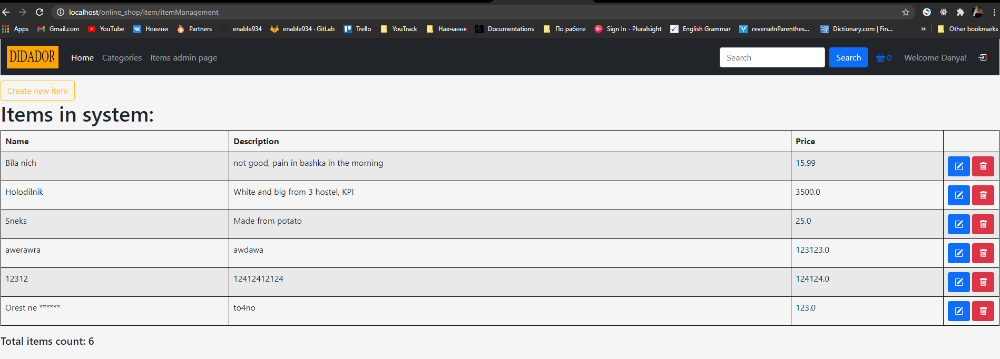 localhost/online_shop/item/itemManagement
Apps Gmail.com YouTube Новини Partners enable934 enable934 · GitLab Trello YouTrack Навчання Documentations По работе Sign In - Pluralsight English Grammar reverseInParenthes... Dictionary.com | Fin... » Other bookmarks
DIDADOR Home Categories Items admin page Search Search 0 Welcome Danya!
Create new item
Items in system:
Name Description Price
Bila nich not good, pain in bashka in the morning 15.99
Holodilnik White and big from 3 hostel, KPI 3500.0
Sneks Made from potato 25.0
awerawra awdawa 123123.0
12312 12412412124 124124.0
Orest ne ****** to4no 123.0
Total items count: 6